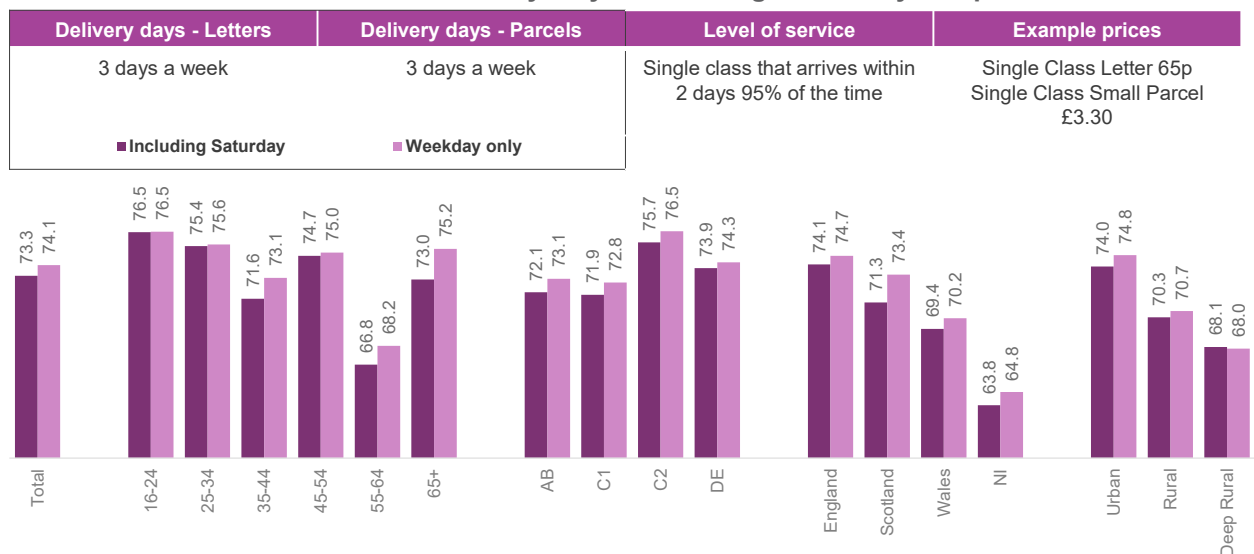 Delivery days - Letters
Delivery days - Parcels
Level of service
Example prices
3 days a week
3 days a week
Single class that arrives within
2 days 95% of the time
Single Class Letter 65p
Single Class Small Parcel
£3.30
Including Saturday
Weekday only
73.3
74.1
76.5
76.5
75.4
75.6
71.6
73.1
74.7
75.0
66.8
68.2
73.0
75.2
72.1
73.1
71.9
72.8
75.7
76.5
73.9
74.3
74.1
74.7
71.3
73.4
69.4
70.2
63.8
64.8
74.0
74.8
70.3
70.7
68.1
68.0
Total
16-24
25-34
35-44
45-54
55-64
65+
AB
C1
C2
DE
England
Scotland
Wales
NI
Urban
Rural
Deep Rural